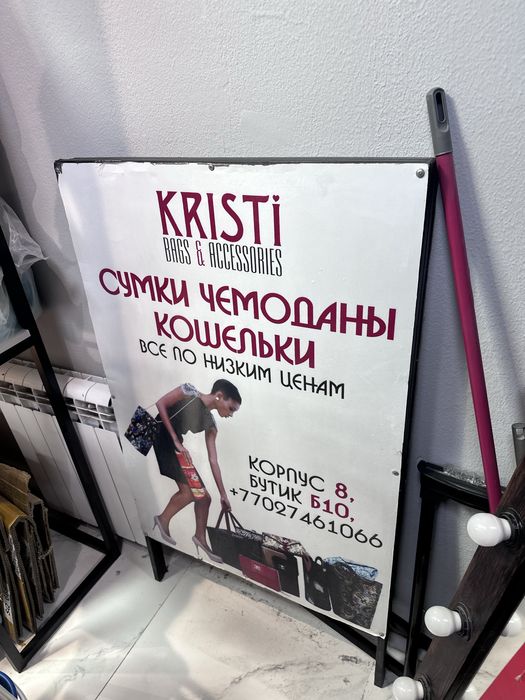 KRISTi
BAGS & ACCESSORIES
СУМКИ ЧЕМОДАНЫ
КОШЕЛЬКИ
ВСЕ ПО НИЗКИМ ЦЕНАМ
КОРПУС 8,
БУТИК Б10,
+77027461066